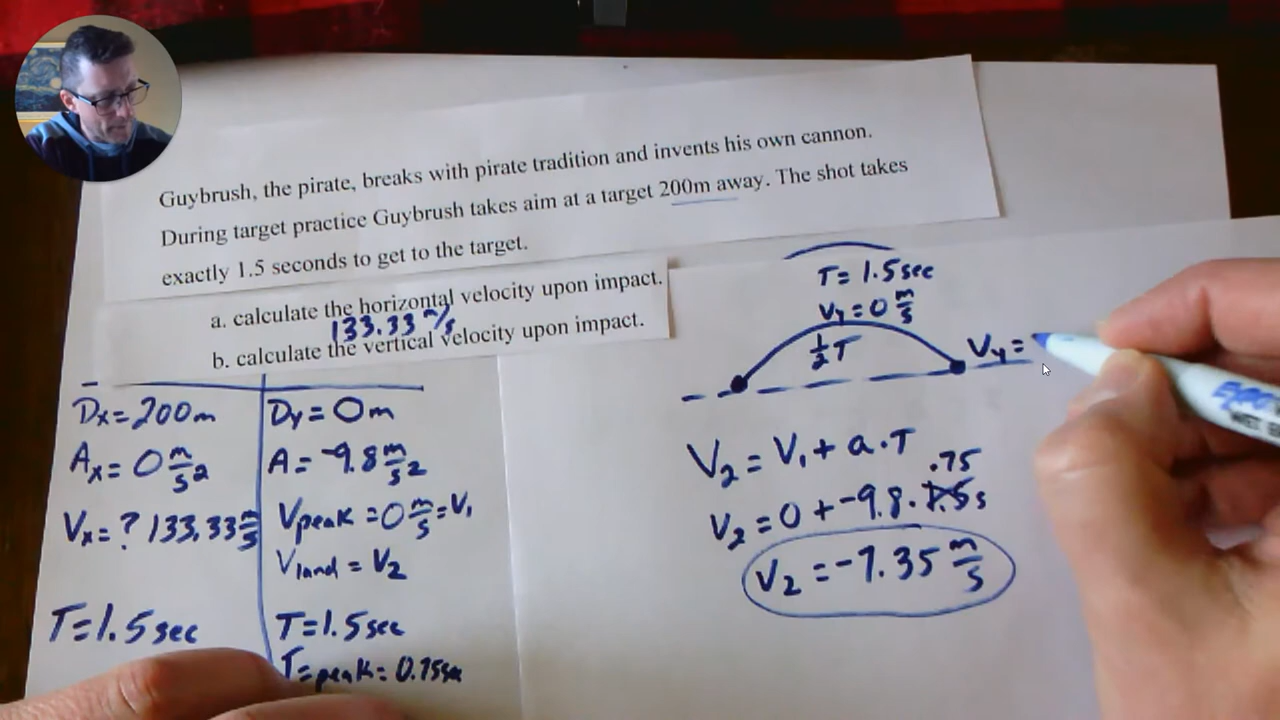 Guybrush, the pirate, breaks with pirate tradition and invents his own cannon.
During target practice Guybrush takes aim at a target 200m away. The shot takes
exactly 1.5 seconds to get to the target.
a. calculate the horizontal velocity upon impact.
133.33 m/s
b. calculate the vertical velocity upon impact.
Dx = 200m
Ax = 0 m/s2
Vx = ? 133.33 m/s
T = 1.5 sec
Dy = 0m
A = -9.8 m/s2
Vpeak = 0 m/s = V1
Vland = V2
T = 1.5 sec
T = peak = 0.75 sec
T = 1.5 sec
Vy = 0 m/s
1/2 T
Vy =
V2 = V1 + a · T
.75
V2 = 0 + -9.8 · 1.5 s
V2 = -7.35 m/s